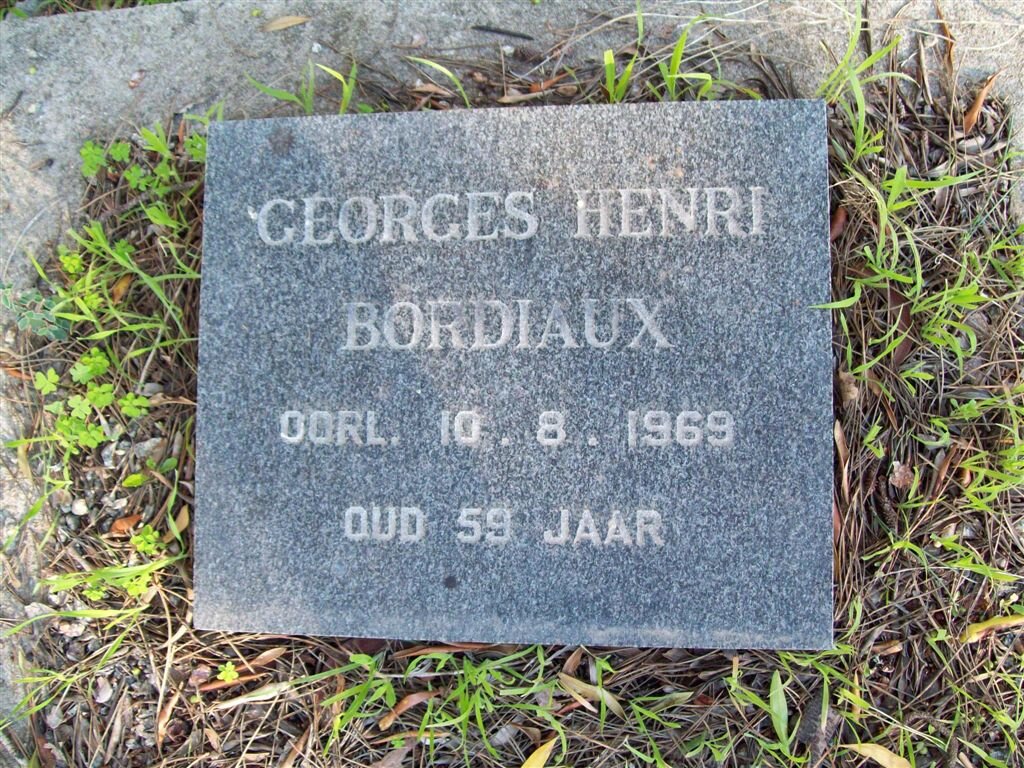 GEORGES HENRI
BORDIAUX
OORL. 10. 8. 1969
OUD 59 JAAR